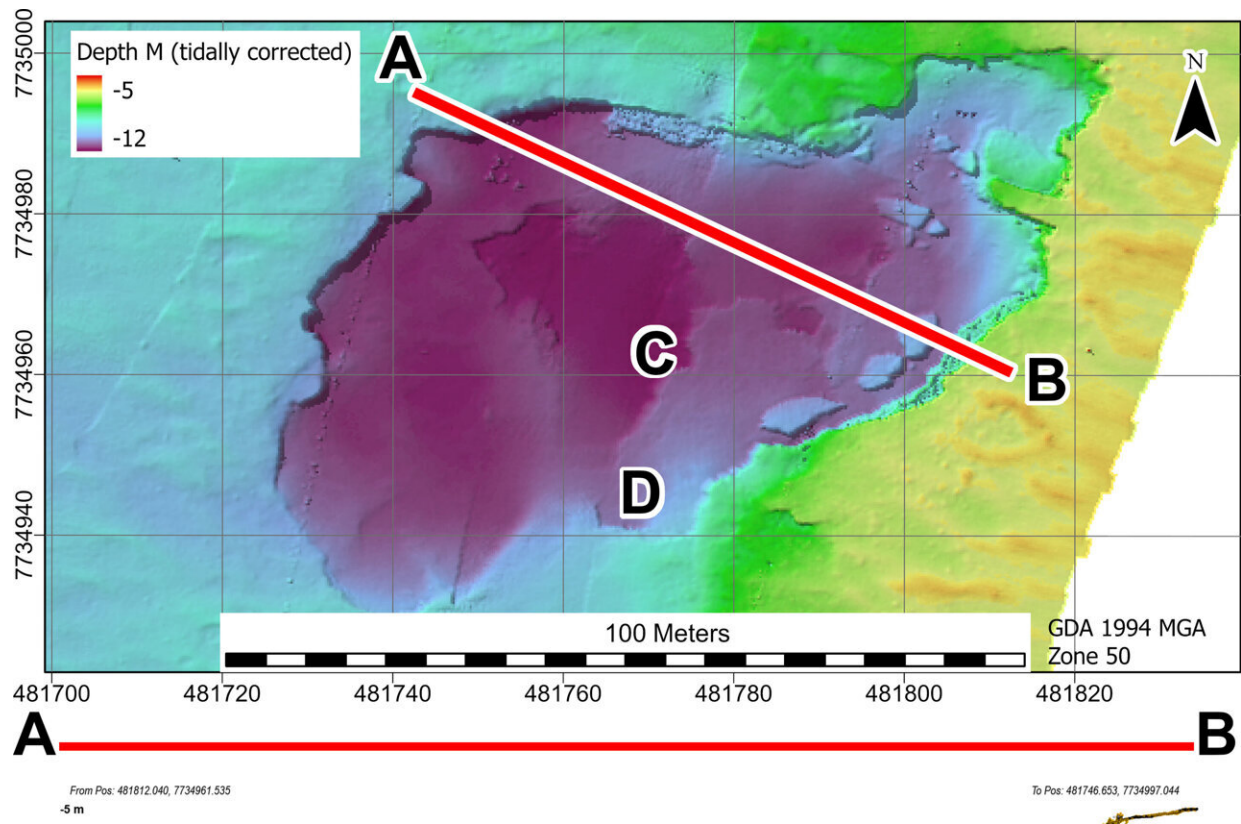 Depth M (tidally corrected)
-5
-12
A
B
C
D
N
7735000
7734980
7734960
7734940
100 Meters
GDA 1994 MGA
Zone 50
481700
481720
481740
481760
481780
481800
481820
A
B
From Pos: 481812.040, 7734961.535
To Pos: 481746.653, 7734997.044
-5 m